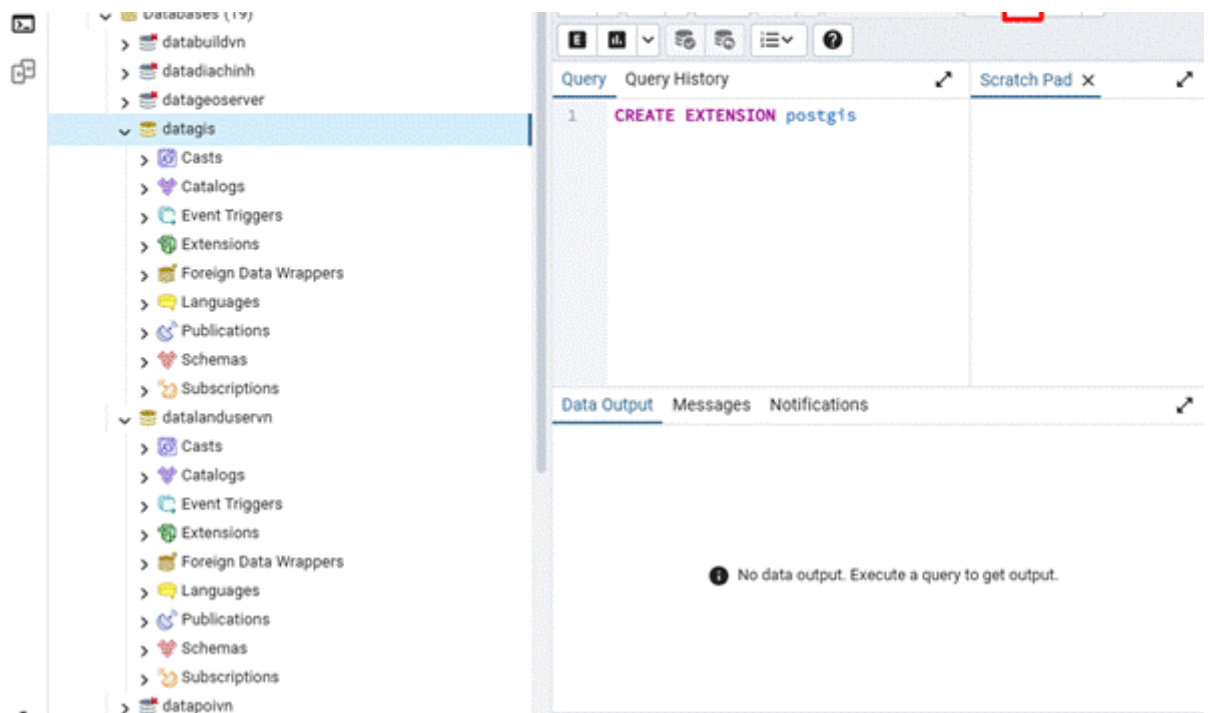 Databases (19)
databuildvn
datadiachinh
datageoserver
datagis
Casts
Catalogs
Event Triggers
Extensions
Foreign Data Wrappers
Languages
Publications
Schemas
Subscriptions
datalanduservn
Casts
Catalogs
Event Triggers
Extensions
Foreign Data Wrappers
Languages
Publications
Schemas
Subscriptions
datapoivn
E
Query Query History
Scratch Pad
1 CREATE EXTENSION postgis
Data Output Messages Notifications
No data output. Execute a query to get output.